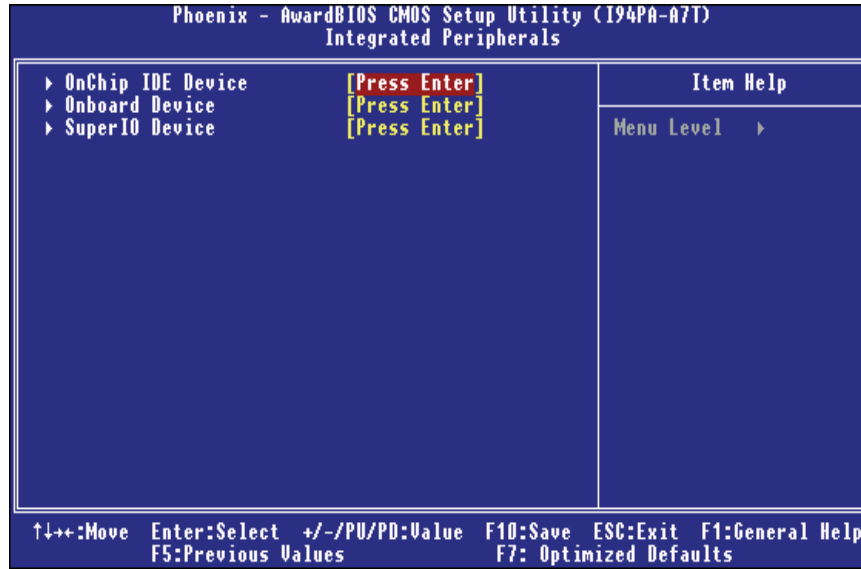 Phoenix - AwardBIOS CMOS Setup Utility (I94PA-A7T)
Integrated Peripherals
▸ OnChip IDE Device [Press Enter]
▸ Onboard Device [Press Enter]
▸ SuperIO Device [Press Enter]
Item Help
Menu Level ▸
↑↓→←:Move Enter:Select +/-/PU/PD:Value F10:Save ESC:Exit F1:General Help
F5:Previous Values F7: Optimized Defaults